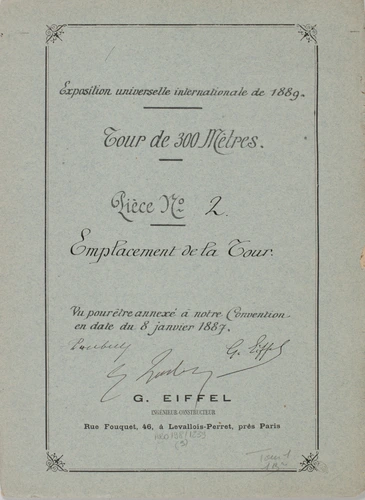 Exposition universelle internationale de 1889.
Tour de 300 Mètres.
Pièce No 2.
Emplacement de la Tour.
Vu pour être annexé à notre Convention
en date du 8 janvier 1887.
G. Eiffel
G. EIFFEL
INGÉNIEUR-CONSTRUCTEUR
Rue Fouquet, 46, à Levallois-Perret, près Paris